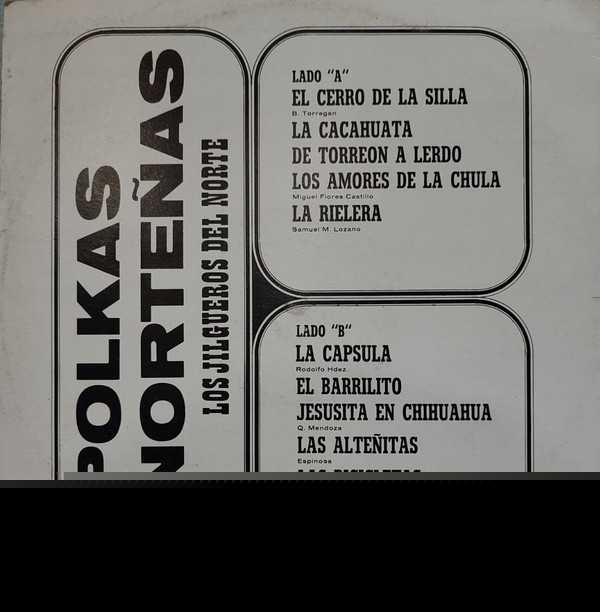 POLKAS
NORTEÑAS
LOS JILGUEROS DEL NORTE
LADO "A"
EL CERRO DE LA SILLA
B. Torregan
LA CACAHUATA
DE TORREON A LERDO
LOS AMORES DE LA CHULA
Miguel Flores Castillo
LA RIELERA
Samuel M. Lozano
LADO "B"
LA CAPSULA
Rodolfo Hdez.
EL BARRILITO
JESUSITA EN CHIHUAHUA
Q. Mendoza
LAS ALTEÑITAS
Espinosa